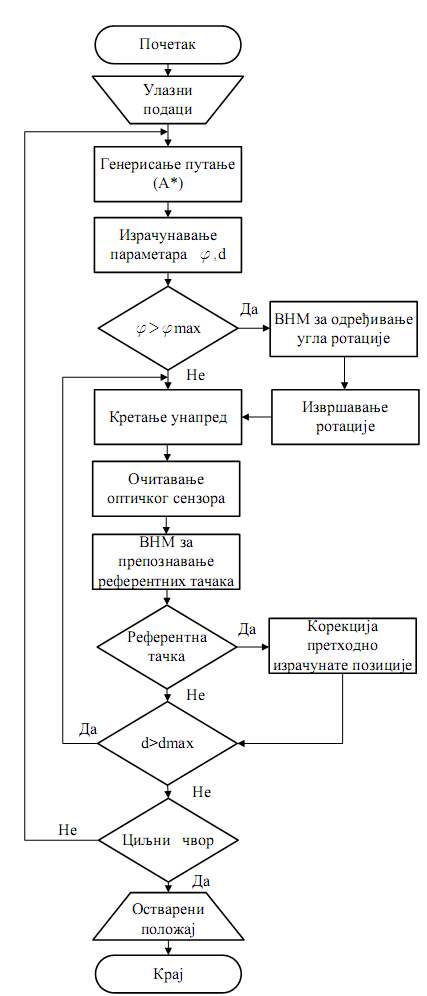 Почетак
Улазни
подаци
Генерисање путање
(А*)
Израчунавање
параметара φ,d
φ>φmax
Да
ВНМ за одређивање
угла ротације
Не
Кретање унапред
Извршавање
ротације
Очитавање
оптичког сензора
ВНМ за
препознавање
референтних тачака
Референтна
тачка
Да
Корекција
претходно
израчунате позиције
Не
Да
d>dmax
Не
Не
Циљни чвор
Да
Остварени
положај
Крај